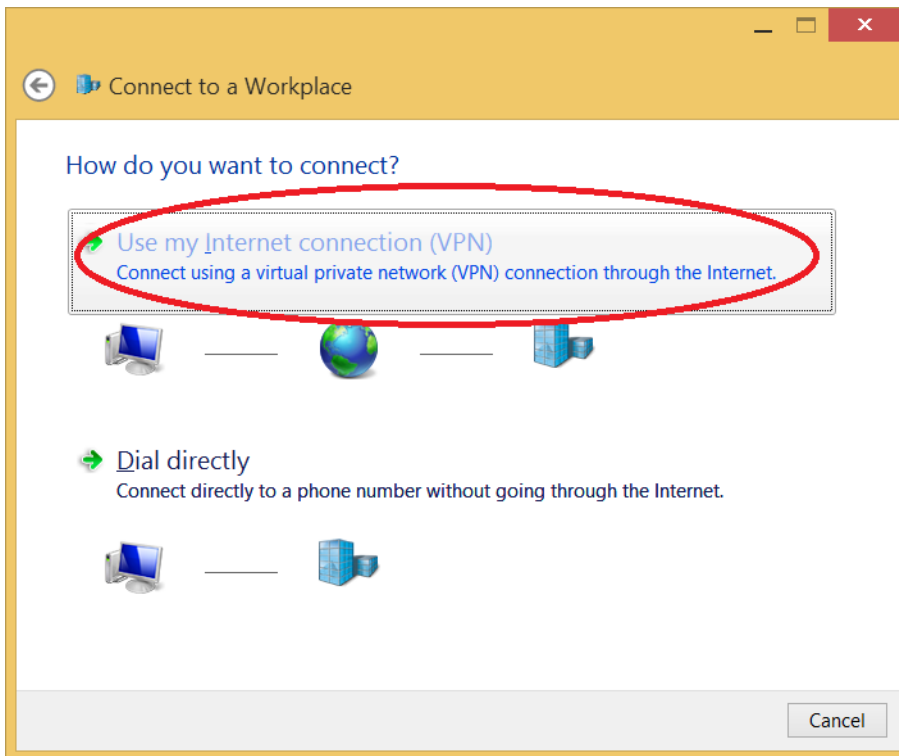 Connect to a Workplace
How do you want to connect?
Use my Internet connection (VPN)
Connect using a virtual private network (VPN) connection through the Internet.
Dial directly
Connect directly to a phone number without going through the Internet.
Cancel